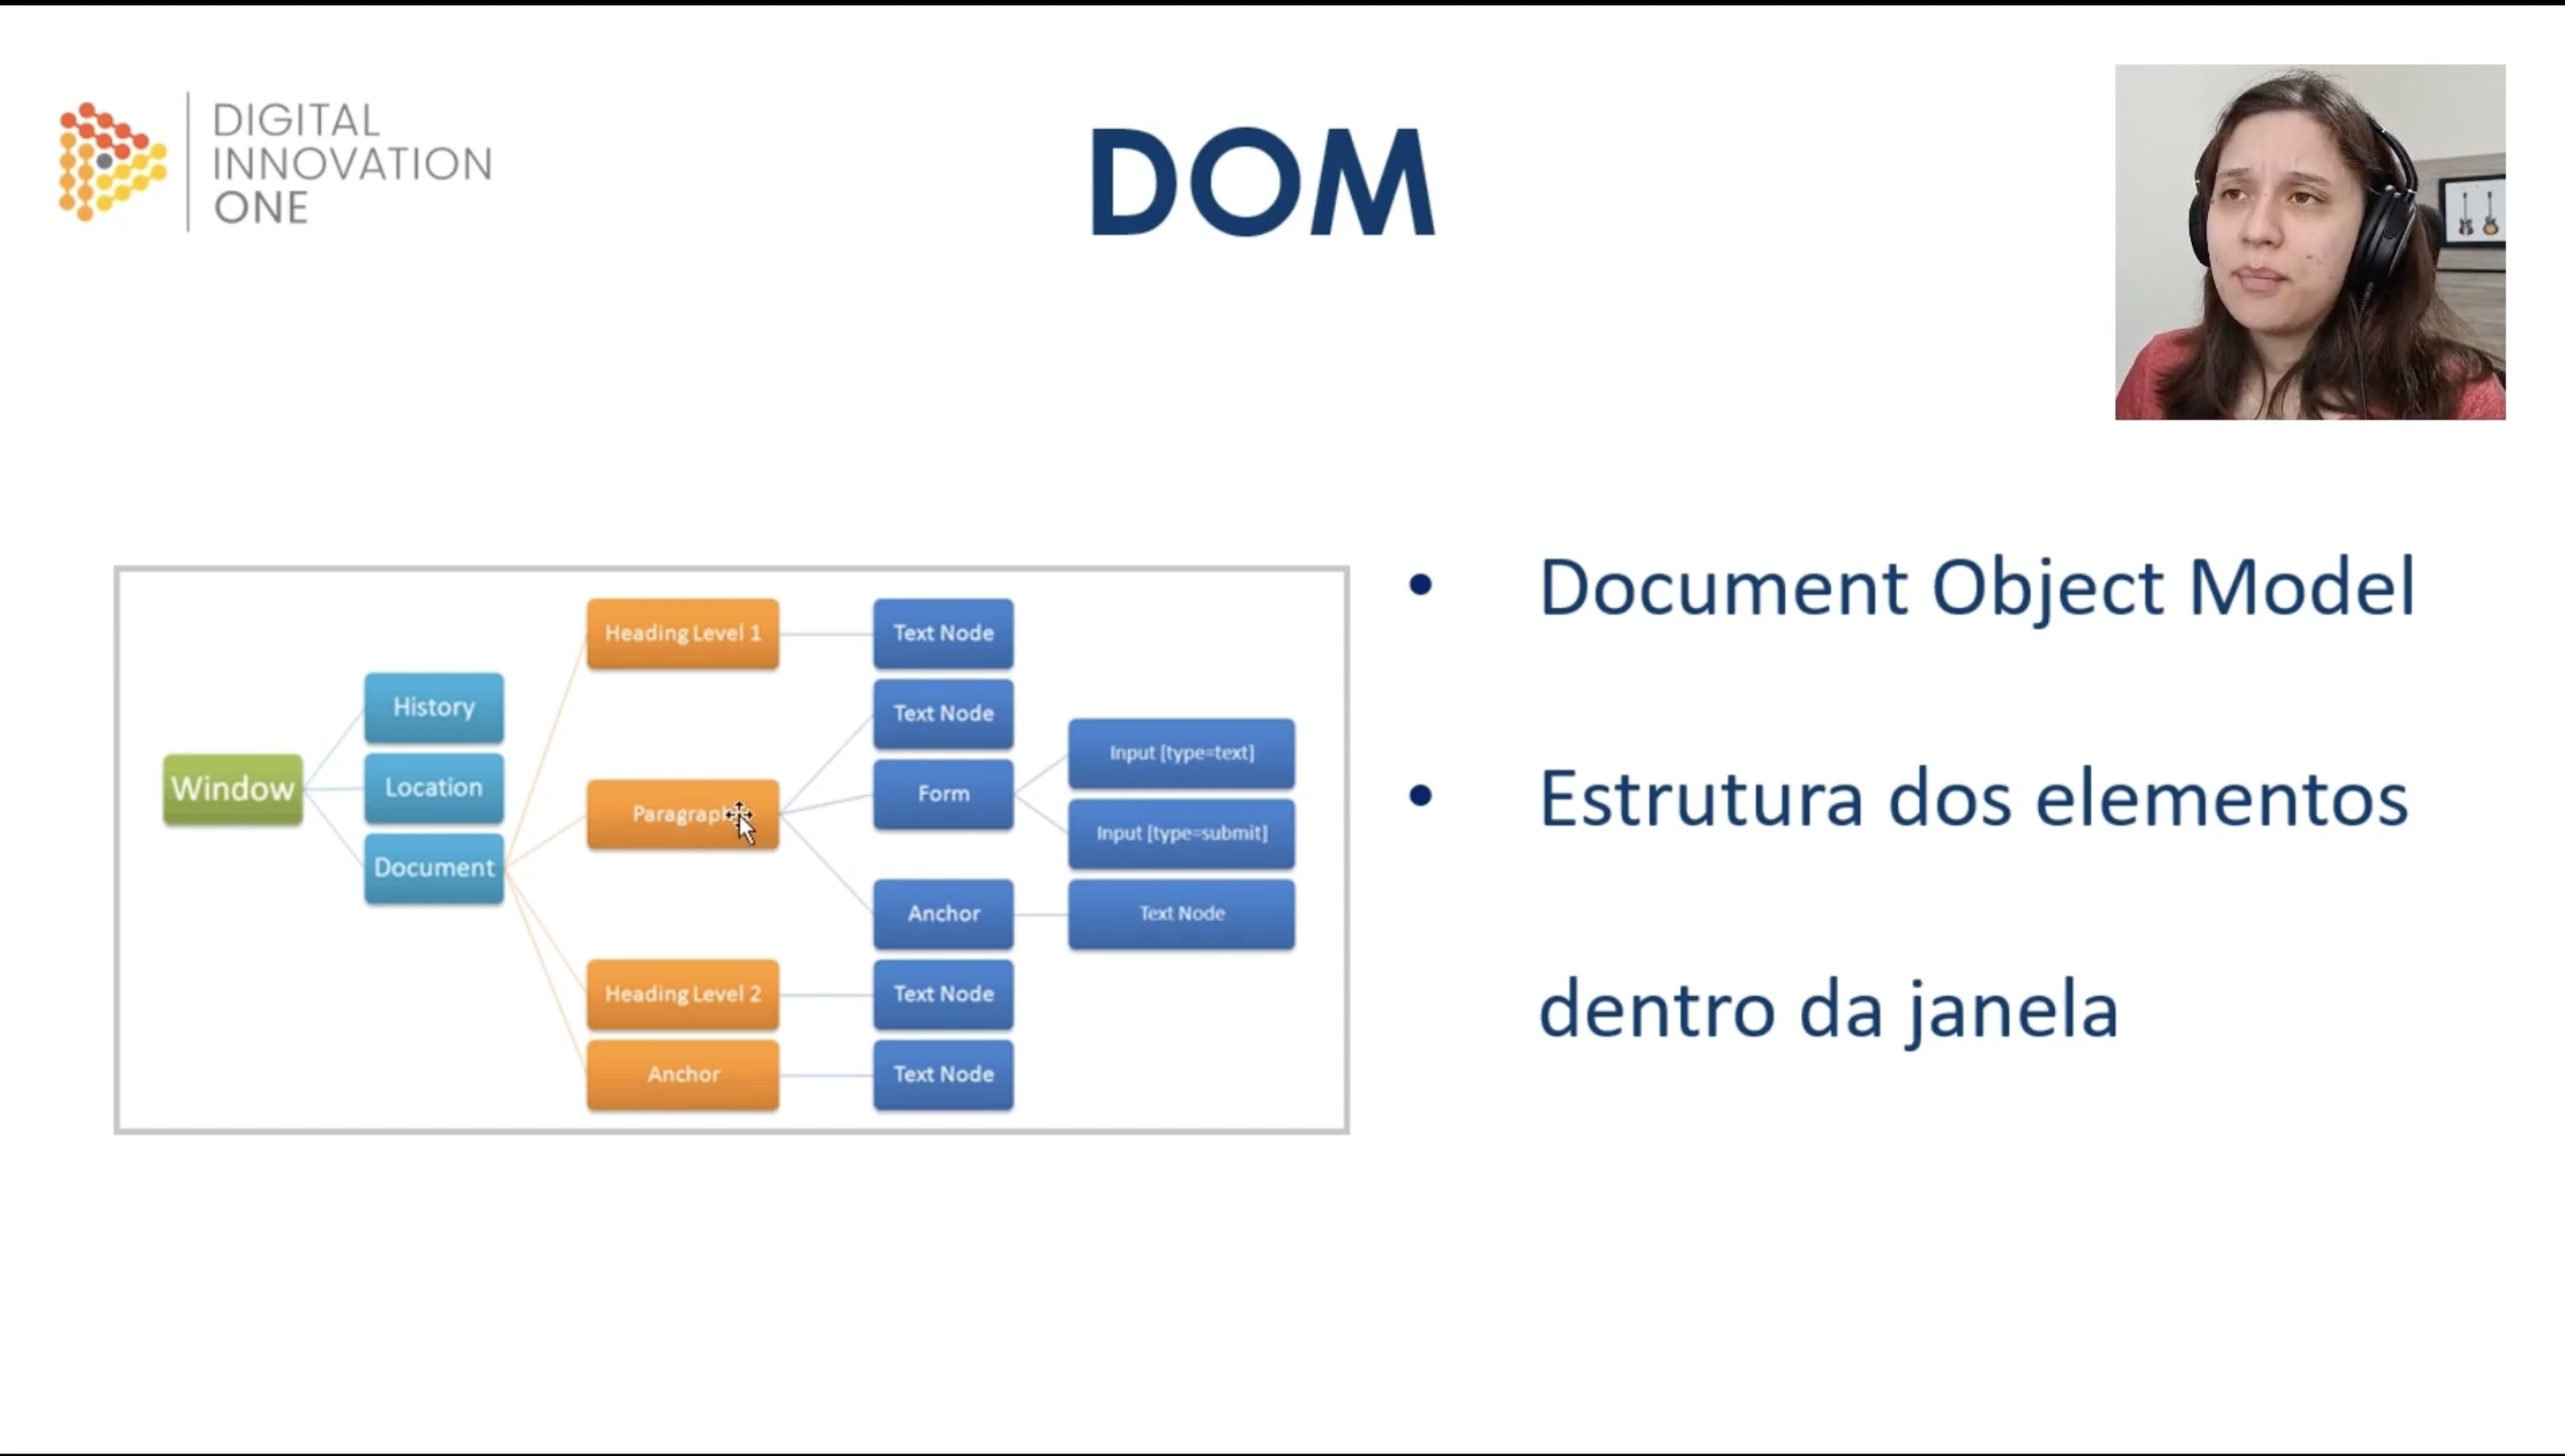 DIGITAL
INNOVATION
ONE
DOM
Window
History
Location
Document
Heading Level 1
Paragraph
Heading Level 2
Anchor
Text Node
Text Node
Form
Anchor
Text Node
Text Node
Input [type=text]
Input [type=submit]
Text Node
• Document Object Model
• Estrutura dos elementos
dentro da janela